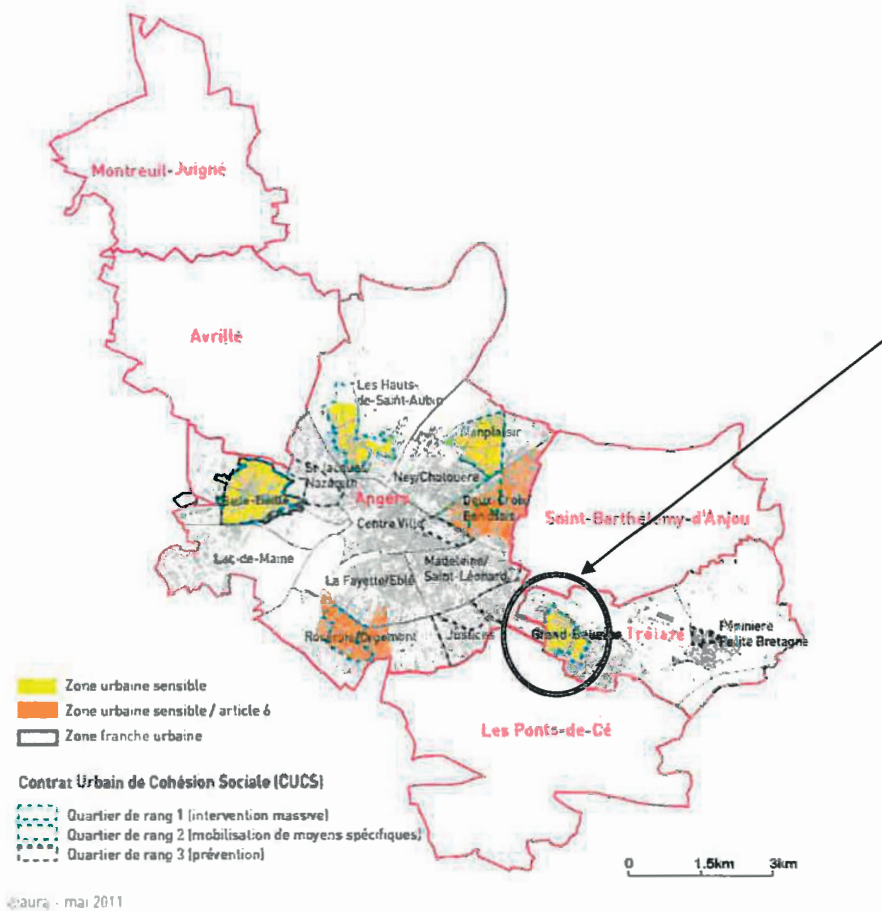 Montreuil-Juigné
Avrillé
Les Hauts-
de-Saint-Aubin
Monplaisir
St Jacques/
Nazareth
Ney/Chalouère
Belle-Beille
Angers
Deux-Croix/
Banchais
Saint-Barthélemy-d'Anjou
Centre Ville
Lac-de-Maine
Madeleine/
Saint-Léonard
La Fayette/Eblé
Roseraie/Orgemont
Justices
Grand-Bellevue
Trélazé
Pépinière
Petite Bretagne
Les Ponts-de-Cé
Zone urbaine sensible
Zone urbaine sensible / article 6
Zone franche urbaine
Contrat Urbain de Cohésion Sociale (CUCS)
Quartier de rang 1 (intervention massive)
Quartier de rang 2 (mobilisation de moyens spécifiques)
Quartier de rang 3 (prévention)
0 1.5km 3km
aura - mai 2011